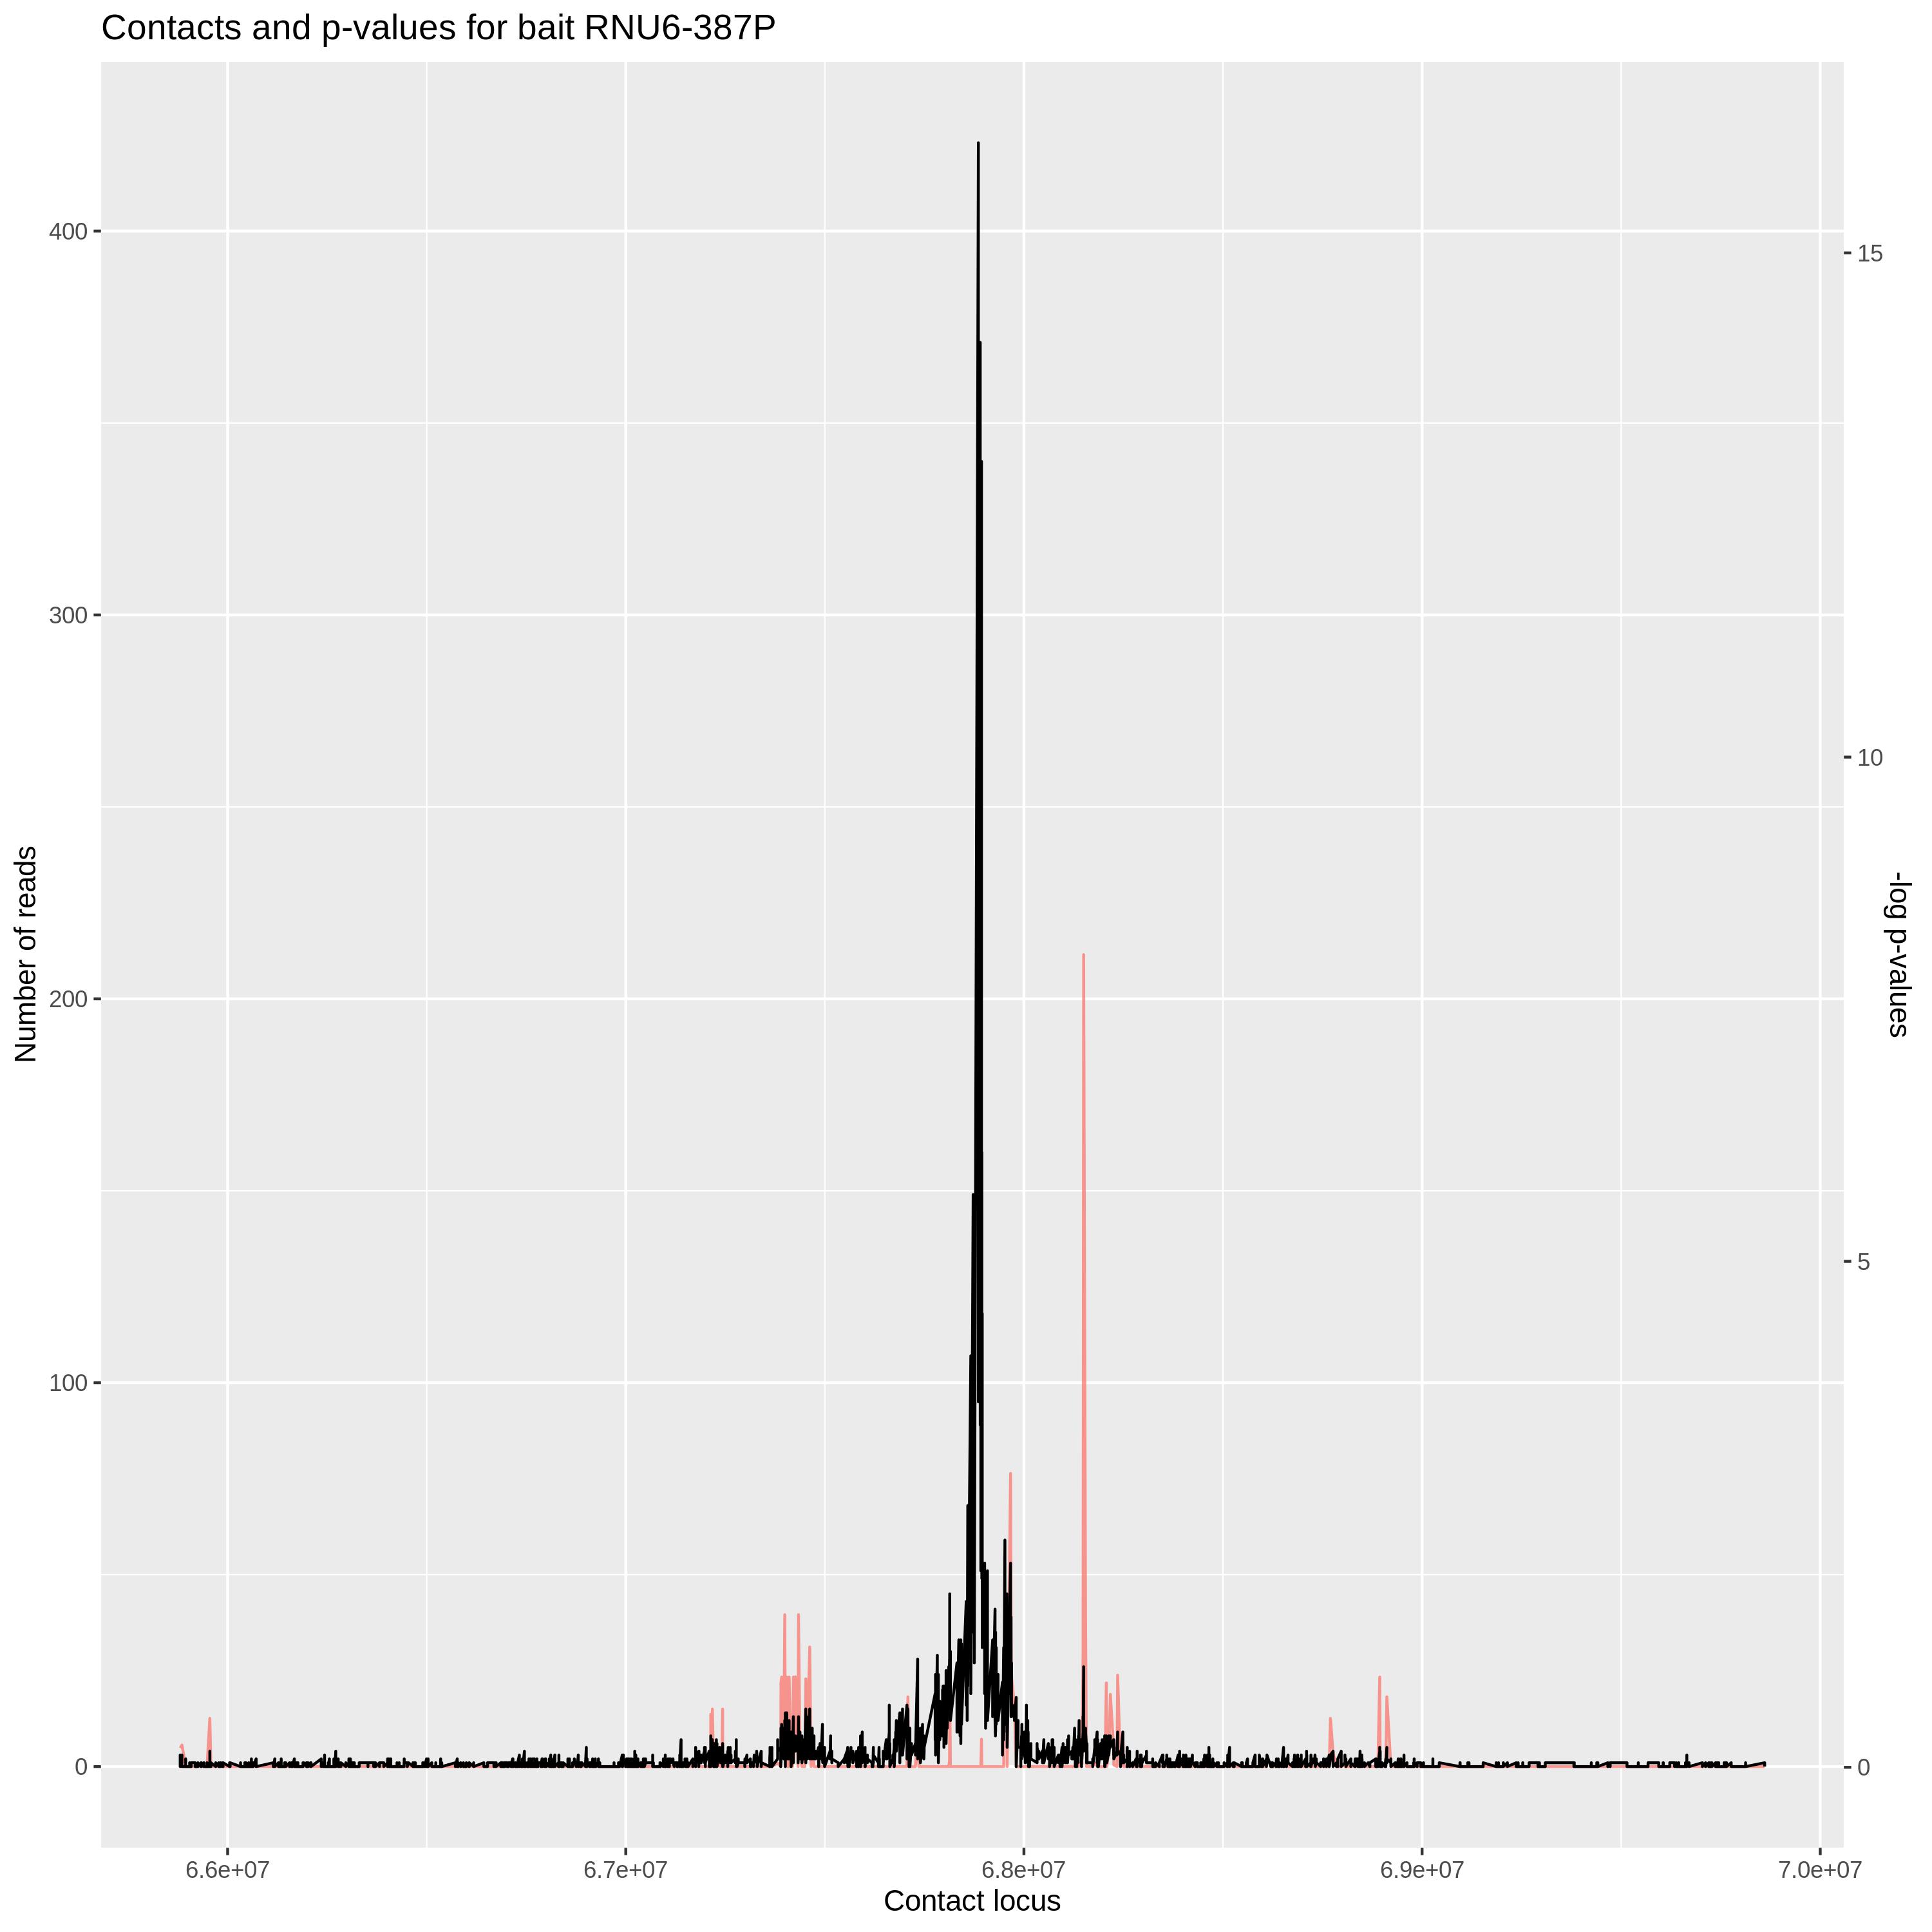 Contacts and p-values for bait RNU6-387P
400
300
200
100
0
Number of reads
15
10
5
0
-log p-values
6.6e+07
6.7e+07
6.8e+07
6.9e+07
7.0e+07
Contact locus